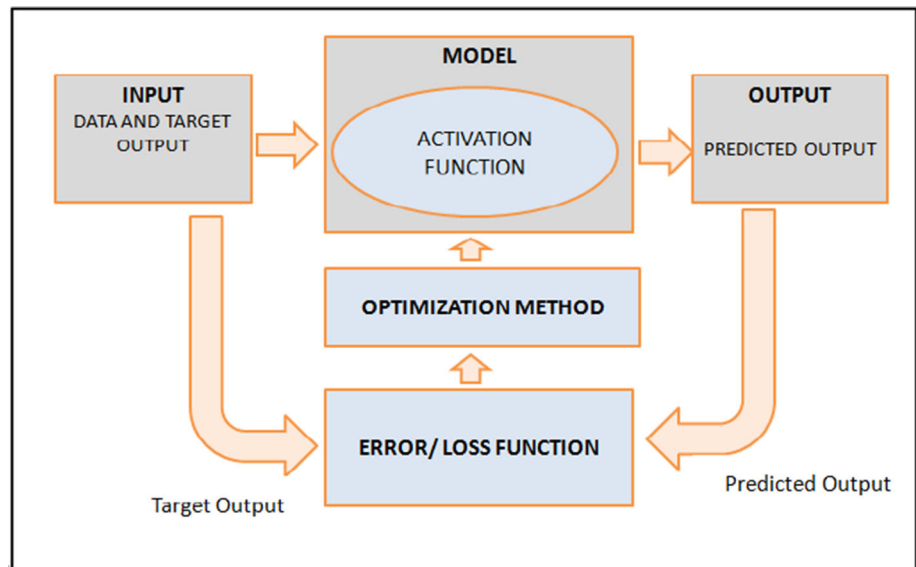 MODEL
INPUT
DATA AND TARGET
OUTPUT
ACTIVATION
FUNCTION
OUTPUT
PREDICTED OUTPUT
OPTIMIZATION METHOD
ERROR/ LOSS FUNCTION
Target Output
Predicted Output